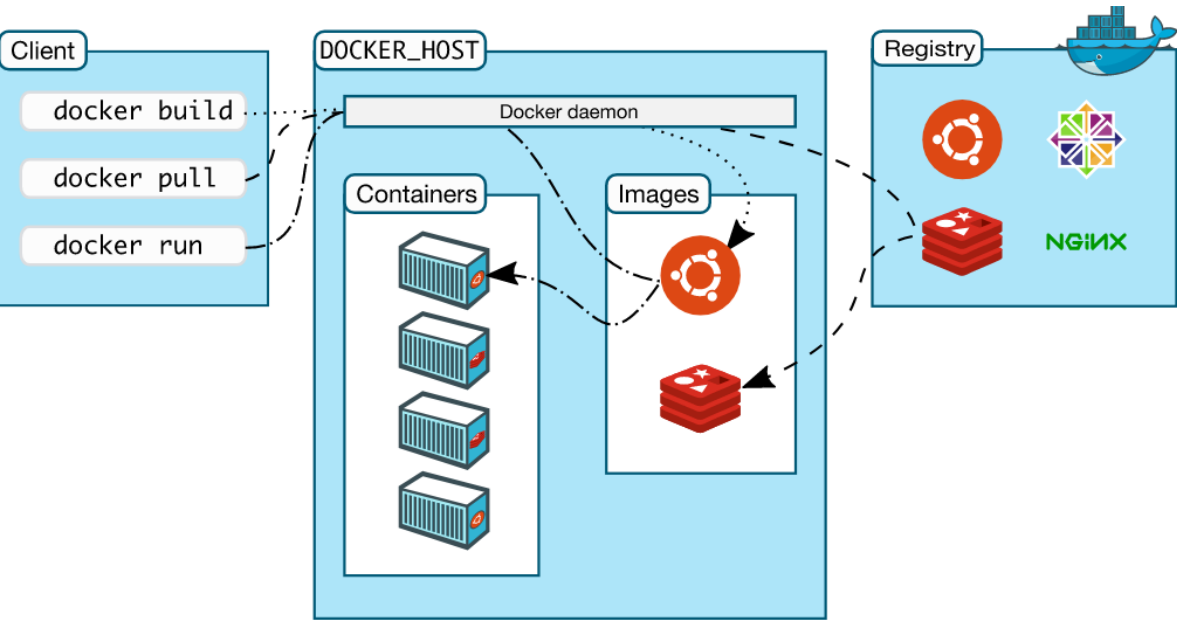 Client
docker build
docker pull
docker run
DOCKER_HOST
Docker daemon
Containers
Images
Registry
NGINX